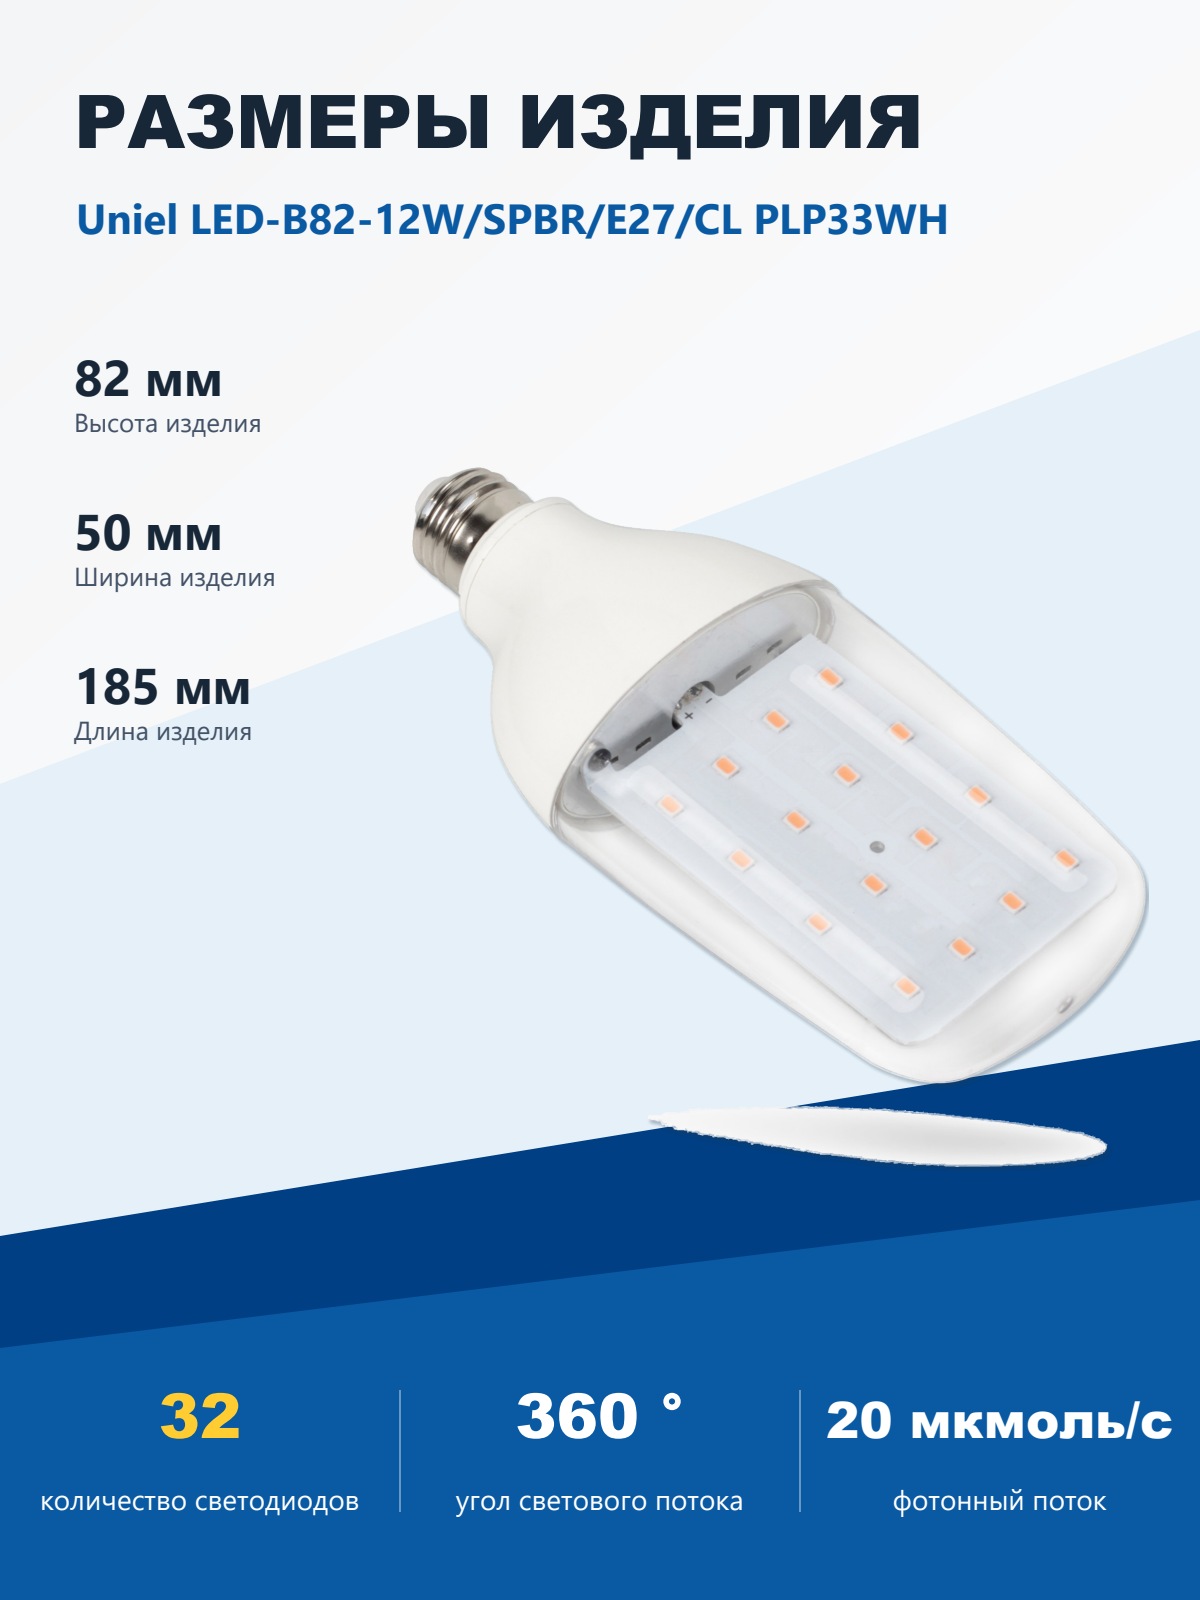 РАЗМЕРЫ ИЗДЕЛИЯ
Uniel LED-B82-12W/SPBR/E27/CL PLP33WH
82 мм
Высота изделия
50 мм
Ширина изделия
185 мм
Длина изделия
+ -
32
количество светодиодов
360 °
угол светового потока
20 мкмоль/с
фотонный поток